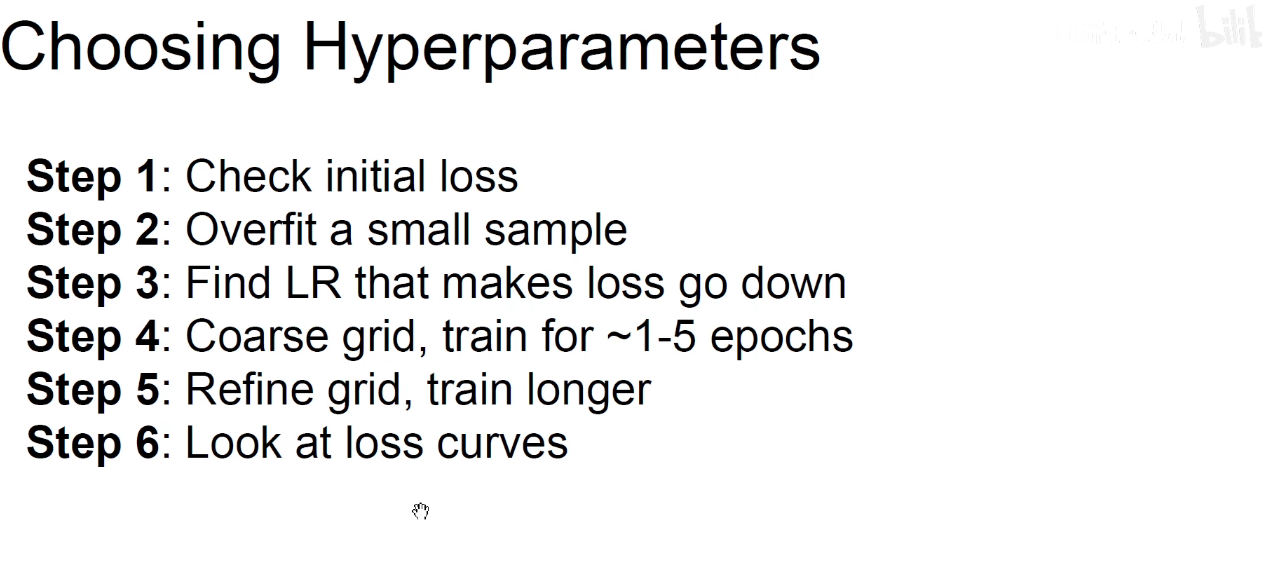 Choosing Hyperparameters
Step 1: Check initial loss
Step 2: Overfit a small sample
Step 3: Find LR that makes loss go down
Step 4: Coarse grid, train for ~1-5 epochs
Step 5: Refine grid, train longer
Step 6: Look at loss curves